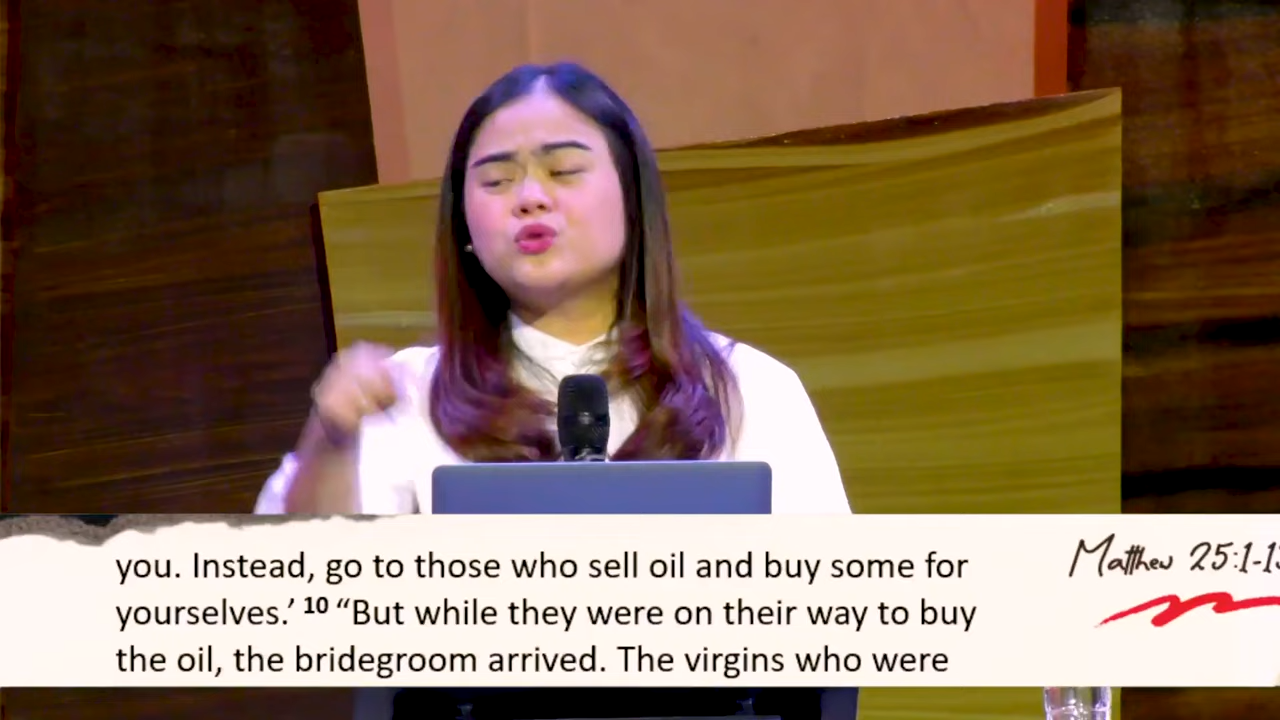 you. Instead, go to those who sell oil and buy some for
yourselves.’ 10 “But while they were on their way to buy
the oil, the bridegroom arrived. The virgins who were
Matthew 25:1-13